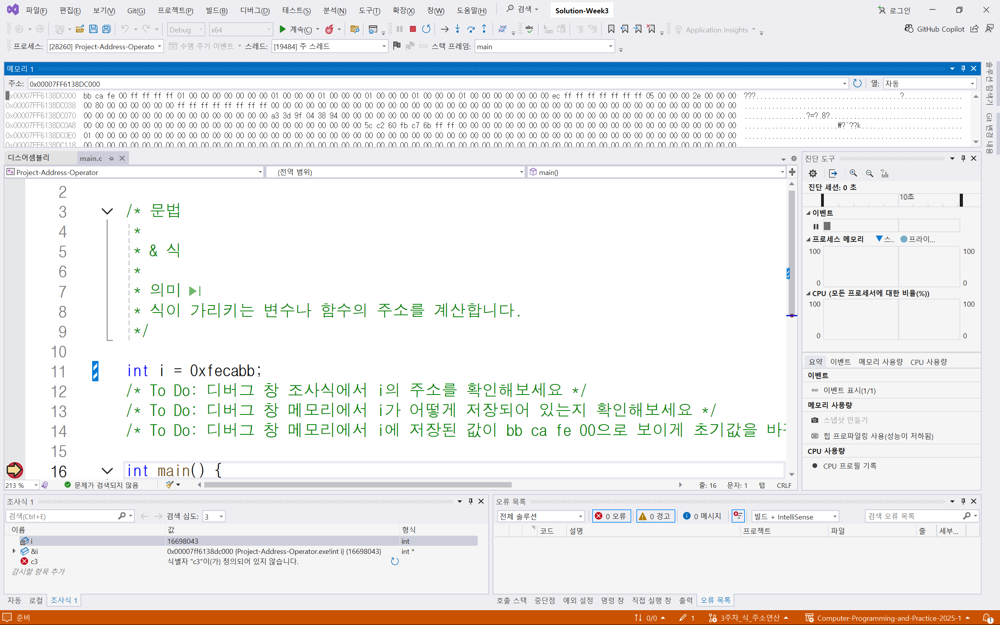 파일(F) 편집(E) 보기(V) Git(G) 프로젝트(P) 빌드(B) 디버그(D) 테스트(S) 분석(N) 도구(T) 확장(X) 창(W) 도움말(H) 검색 Solution-Week3 로그인
Debug x64 계속(C) abc Application Insights GitHub Copilot
프로세스: [28260] Project-Address-Operato 수명 주기 이벤트 스레드: [19484] 주 스레드 스택 프레임: main
메모리 1
주소: 0x00007FF6138DC000 열: 자동
0x00007FF6138DC000 bb ca fe 00 ff ff ff ff 01 00 00 00 00 00 00 00 01 00 00 00 01 00 00 00 01 00 00 00 01 00 00 00 01 00 00 00 00 00 00 00 ec ff ff ff ff ff ff ff 05 00 00 00 2e 00 00 00 ???.....................................?..............
0x00007FF6138DC038 00 80 00 00 00 00 00 00 ff ff ff ff ff ff ff ff 00 00 00 00 00 00 00 00 00 00 00 00 00 00 00 00 00 00 00 00 00 00 00 00 00 00 00 00 00 00 00 00 00 00 00 00 00 00 00 00
0x00007FF6138DC070 00 00 00 00 00 00 00 00 00 00 00 00 00 00 00 00 a3 3d 9f 04 38 94 00 00 00 00 00 00 00 00 00 00 00 00 00 00 00 00 00 00 00 00 00 00 00 00 00 00 00 00 00 00 00 00 00 00 ................?=?.8?
0x00007FF6138DC0A8 00 00 00 00 00 00 00 00 00 00 00 00 00 00 00 00 00 00 00 00 00 00 00 00 5c c2 60 fb c7 6b ff ff 00 00 00 00 00 00 00 00 00 00 00 00 00 00 00 00 00 00 00 00 00 00 00 00 ........................₩?`??k
0x00007FF6138DC0E0 01 00 00 00 00 00 00 00 00 00 00 00 00 00 00 00 00 00 00 00 00 00 00 00 00 00 00 00 00 00 00 00 00 00 00 00 00 00 00 00 00 00 00 00 00 00 00 00 00 00 00 00 00 00 00 00
0x00007FF6138DC118 00 00 00 00 00 00 00 00 00 00 00 00 00 00 00 00 00 00 00 00 00 00 00 00 00 00 00 00 00 00 00 00 00 00 00 00 00 00 00 00 00 00 00 00 00 00 00 00 00 00 00 00 00 00 00 00
솔루션 탐색기
Git 변경 내용
디스어셈블리 main.c
Project-Address-Operator (전역 범위) main()
2
3 /* 문법
4 *
5 * & 식
6 *
7 * 의미
8 * 식이 가리키는 변수나 함수의 주소를 계산합니다.
9 */
10
11 int i = 0xfecabb;
12 /* To Do: 디버그 창 조사식에서 i의 주소를 확인해보세요 */
13 /* To Do: 디버그 창 메모리에서 i가 어떻게 저장되어 있는지 확인해보세요 */
14 /* To Do: 디버그 창 메모리에서 i에 저장된 값이 bb ca fe 00으로 보이게 초기값을
15
16 int main() {
213 % 문제가 검색되지 않음 줄: 16 문자: 1 탭 CRLF
진단 도구
진단 세션: 0 초
10초
이벤트
프로세스 메모리 스.. 프라이...
100 100
0 0
CPU (모든 프로세서에 대한 비율(%))
100 100
0 0
요약 이벤트 메모리 사용량 CPU 사용량
이벤트
이벤트 표시(1/1)
메모리 사용량
스냅샷 만들기
힙 프로파일링 사용(성능이 저하됨)
CPU 사용량
CPU 프로필 기록
조사식 1
검색(Ctrl+E) 검색 심도: 3
이름 값 형식
i 16698043 int
&i 0x00007ff6138dc000 {Project-Address-Operator.exe!int i} {16698043} int *
c3 식별자 "c3"이(가) 정의되어 있지 않습니다.
감시할 항목 추가
자동 로컬 조사식 1
오류 목록
전체 솔루션 0 오류 0 경고 0 메시지 빌드 + IntelliSense 검색 오류 목록
코드 설명 프로젝트 파일 줄 세부...
호출 스택 중단점 예외 설정 명령 창 직접 실행 창 출력 오류 목록
준비 0/0 1 3주차_식_주소연산 Computer-Programming-and-Practice-2025-1 1